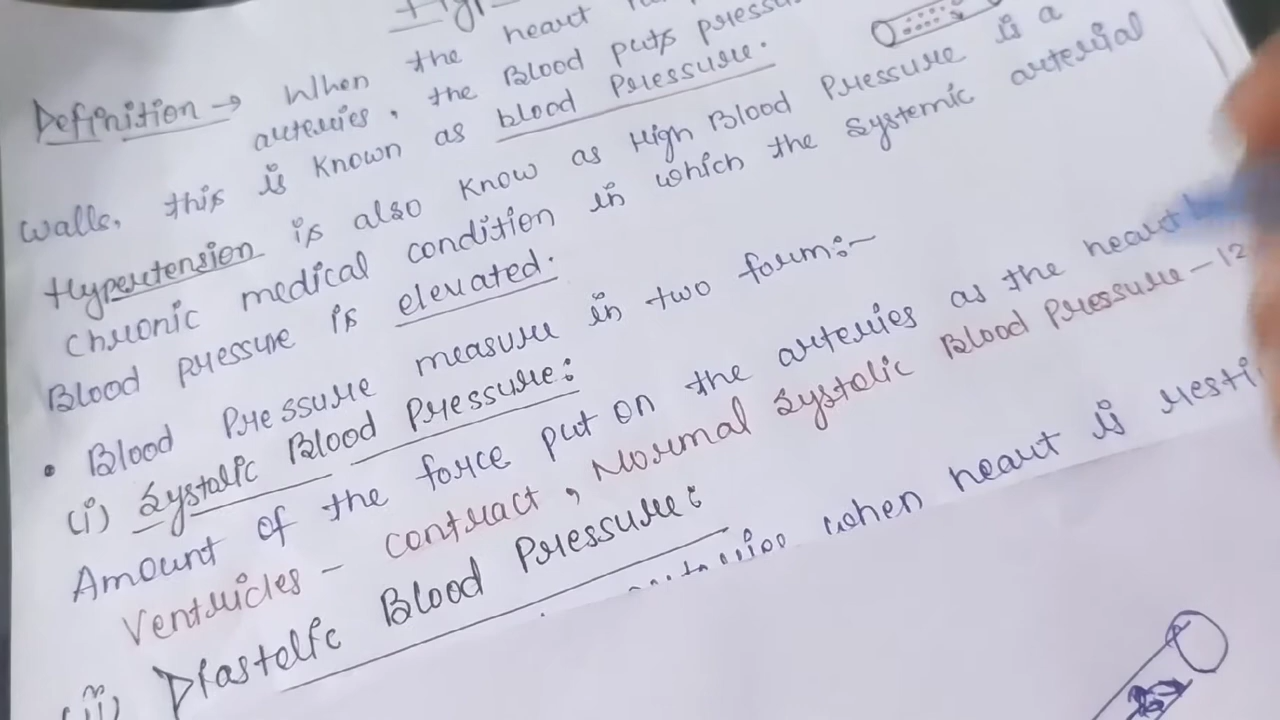 Definition → When the heart
arteries, the Blood puts
walls, this is known as blood Pressure.
Hypertension is also know as High Blood Pressure is a
chronic medical condition in which the systemic arterial
Blood pressure is elevated.
• Blood Pressure measure in two form:-
(i) Systolic Blood Pressure:
Amount of the force put on the arteries as the heart
Ventricles - contract, Normal Systolic Blood Pressure-12
(ii) Diastolic Blood Pressure:
when heart is